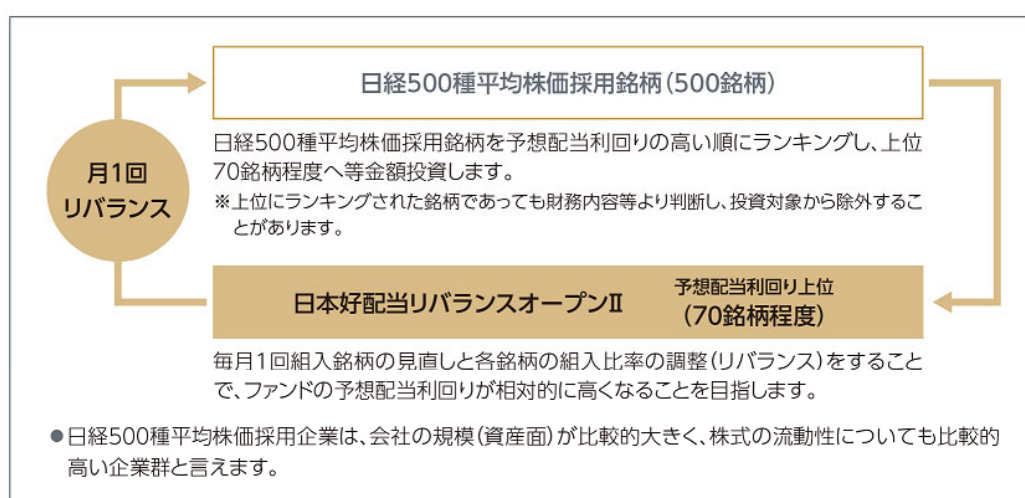 日経500種平均株価採用銘柄(500銘柄)
日経500種平均株価採用銘柄を予想配当利回りの高い順にランキングし、上位
70銘柄程度へ等金額投資します。
※上位にランキングされた銘柄であっても財務内容等より判断し、投資対象から除外するこ
とがあります。
月1回
リバランス
日本好配当リバランスオープンⅡ
予想配当利回り上位
(70銘柄程度)
毎月1回組入銘柄の見直しと各銘柄の組入比率の調整(リバランス)をすること
で、ファンドの予想配当利回りが相対的に高くなることを目指します。
●日経500種平均株価採用企業は、会社の規模(資産面)が比較的大きく、株式の流動性についても比較的
高い企業群と言えます。